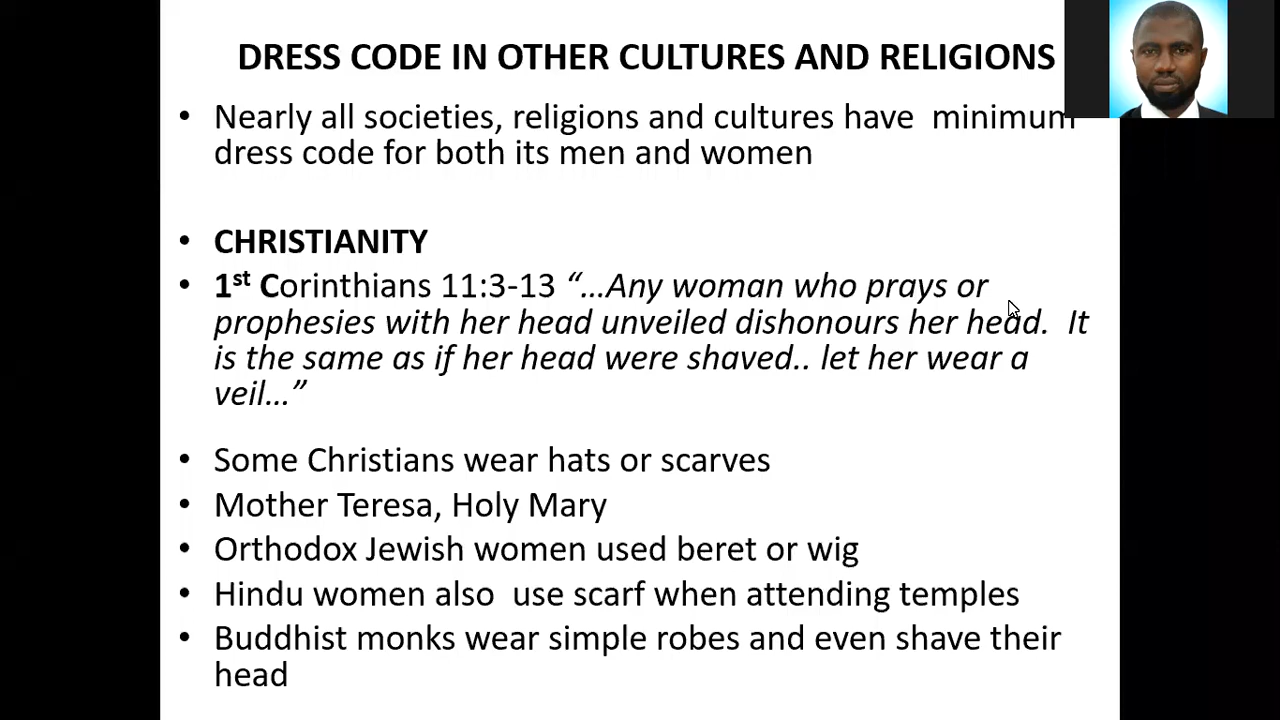 DRESS CODE IN OTHER CULTURES AND RELIGIONS
• Nearly all societies, religions and cultures have  minimum
dress code for both its men and women
• CHRISTIANITY
• 1st Corinthians 11:3-13 “…Any woman who prays or
prophesies with her head unveiled dishonours her head.  It
is the same as if her head were shaved.. let her wear a
veil…”
• Some Christians wear hats or scarves
• Mother Teresa, Holy Mary
• Orthodox Jewish women used beret or wig
• Hindu women also  use scarf when attending temples
• Buddhist monks wear simple robes and even shave their
head